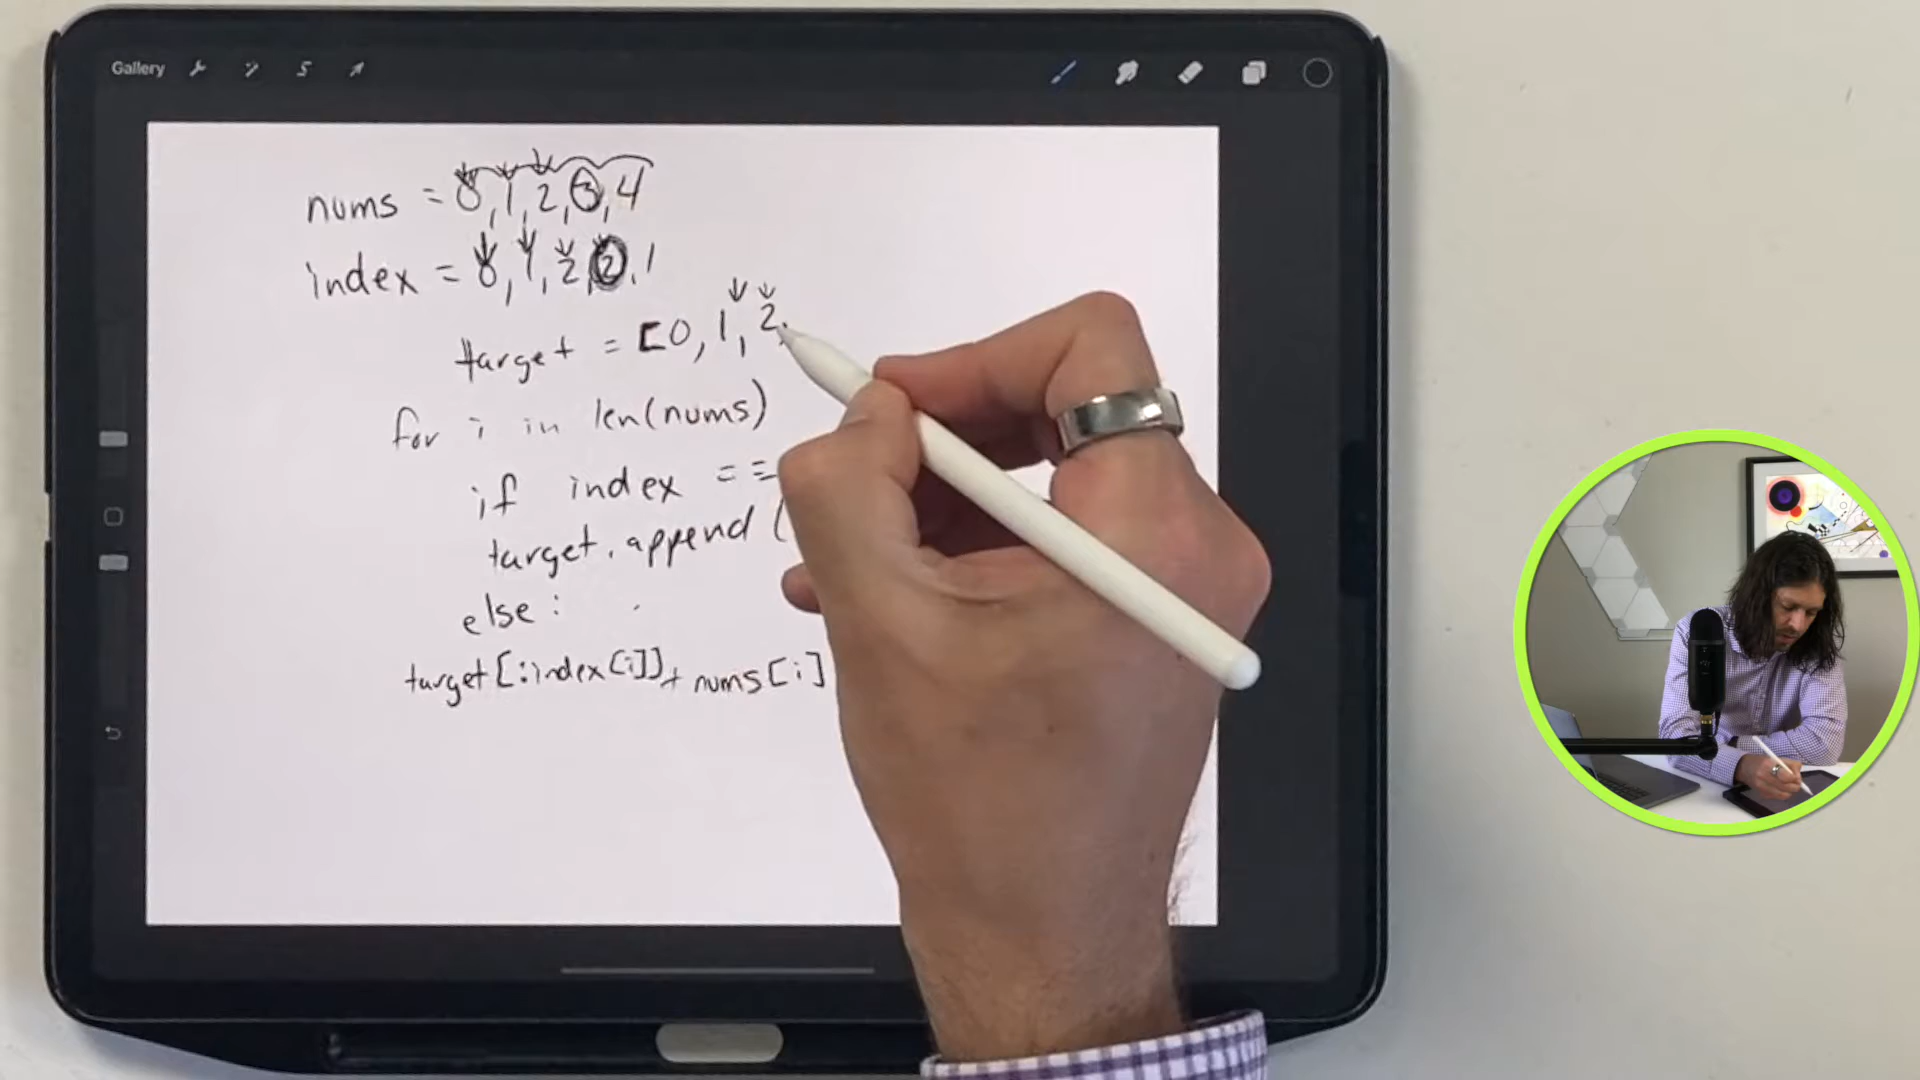 Gallery
nums = 0, 1, 2, 3, 4
index = 0, 1, 2, 2, 1
target = [0, 1, 2,
for i in len(nums)
if index ==
target.append (
else :
target[:index[i]]+ nums[i]